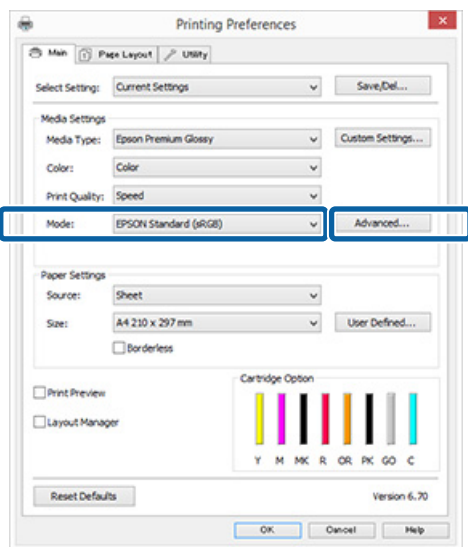 Printing Preferences
Main Page Layout Utility
Select Setting: Current Settings Save/Del...
Media Settings
Media Type: Epson Premium Glossy Custom Settings...
Color: Color
Print Quality: Speed
Mode: EPSON Standard (sRGB) Advanced...
Paper Settings
Source: Sheet
Size: A4 210 x 297 mm User Defined...
Borderless
Print Preview
Layout Manager
Cartridge Option
Y M MK R OR PK GO C
Reset Defaults Version 6.70
OK Cancel Help